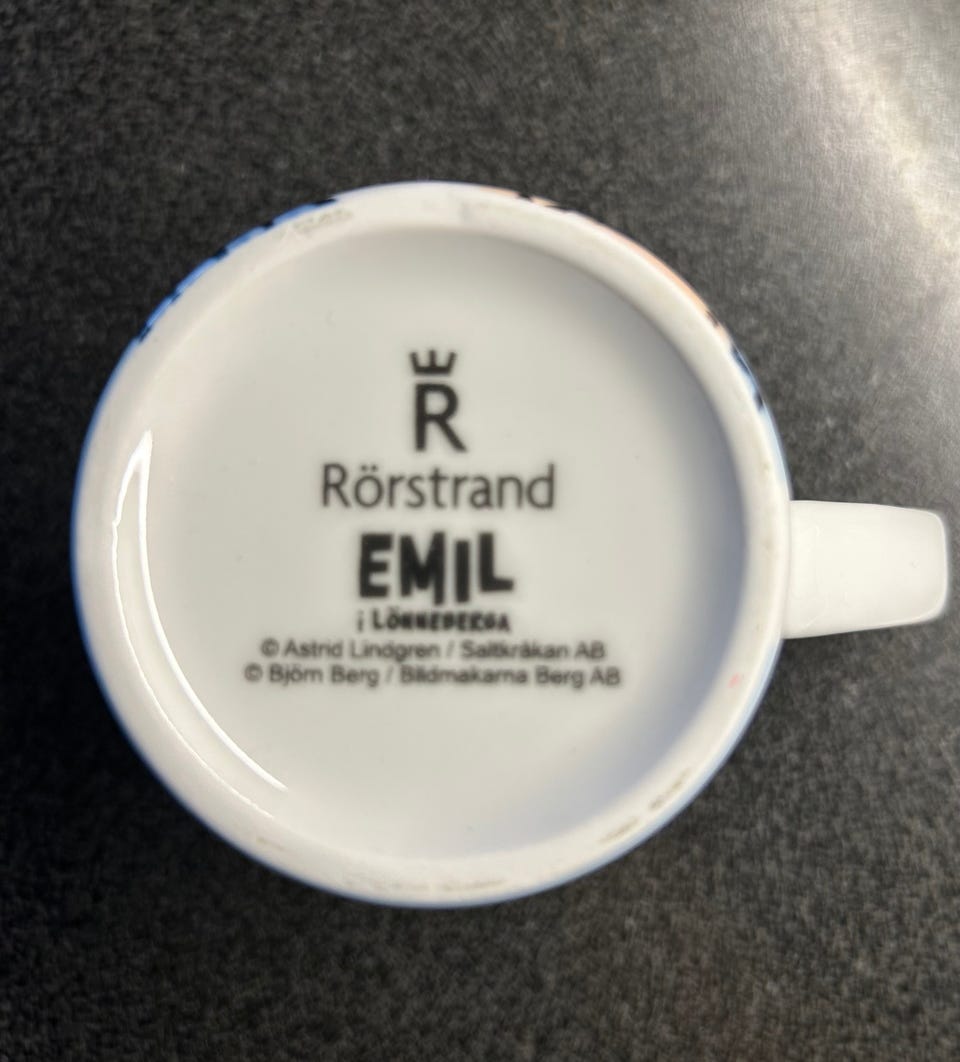 R
Rörstrand
EMIL
i LÖNNEBERGA
© Astrid Lindgren / Saltkråkan AB
© Björn Berg / Bildmakarna Berg AB